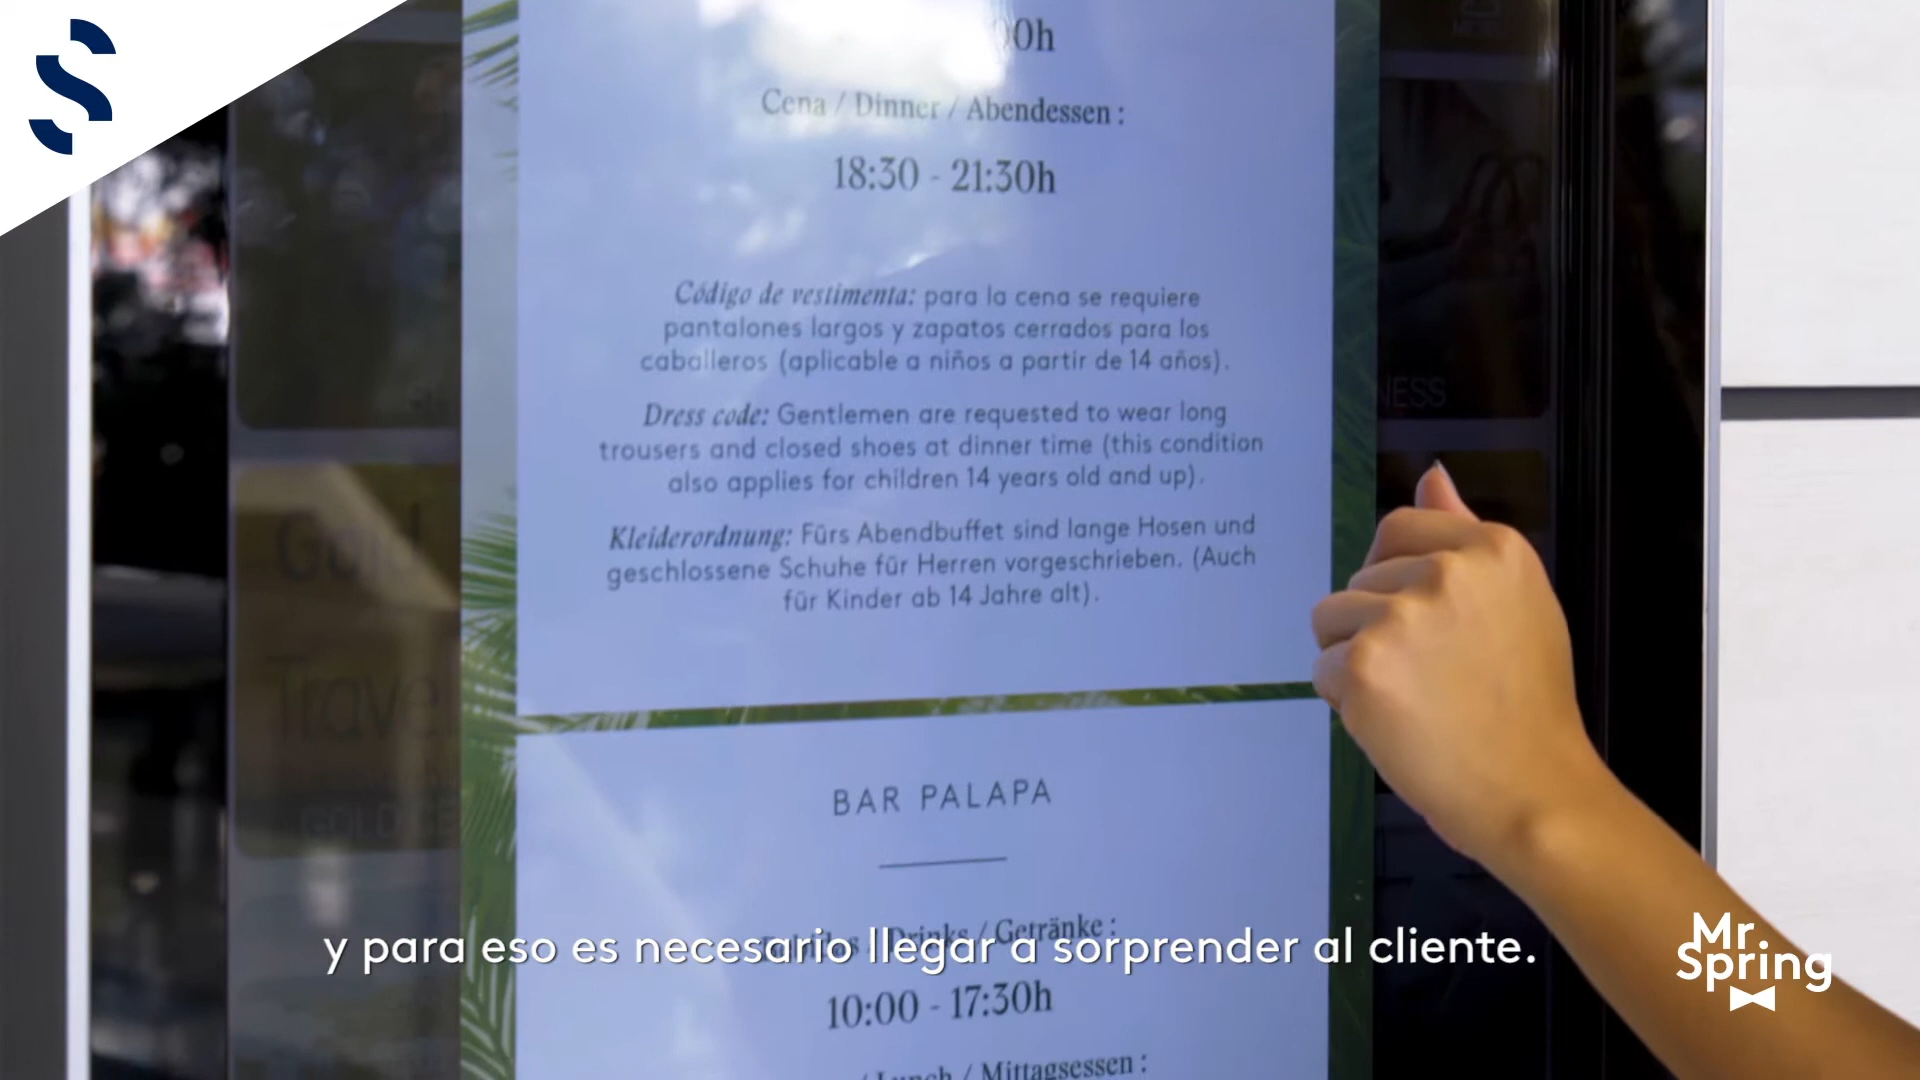 0h
Cena / Dinner / Abendessen :
18:30 - 21:30h
Código de vestimenta: para la cena se requiere
pantalones largos y zapatos cerrados para los
caballeros (aplicable a niños a partir de 14 años).
Dress code: Gentlemen are requested to wear long
trousers and closed shoes at dinner time (this condition
also applies for children 14 years old and up).
Kleiderordnung: Fürs Abendbuffet sind lange Hosen und
geschlossene Schuhe für Herren vorgeschrieben. (Auch
für Kinder ab 14 Jahre alt).
BAR PALAPA
Drinks / Getränke :
10:00 - 17:30h
/ Lunch / Mittagsessen :
Gold
Trave
GOLD
NESS
y para eso es necesario llegar a sorprender al cliente.
Mr.
Spring